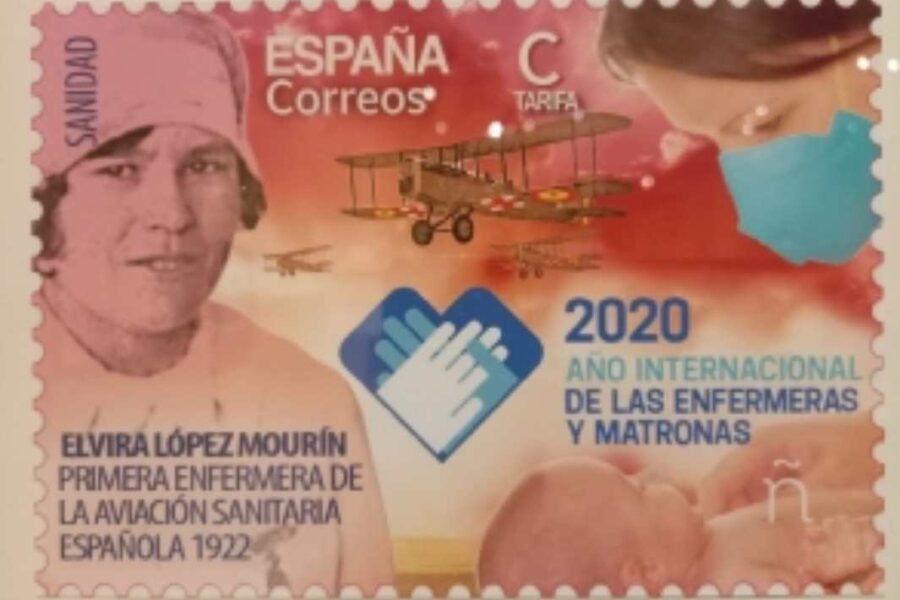 SANIDAD
ESPAÑA
Correos
C
TARIFA
2020
AÑO INTERNACIONAL
DE LAS ENFERMERAS
Y MATRONAS
ELVIRA LÓPEZ MOURÍN
PRIMERA ENFERMERA DE
LA AVIACIÓN SANITARIA
ESPAÑOLA 1922
ñ